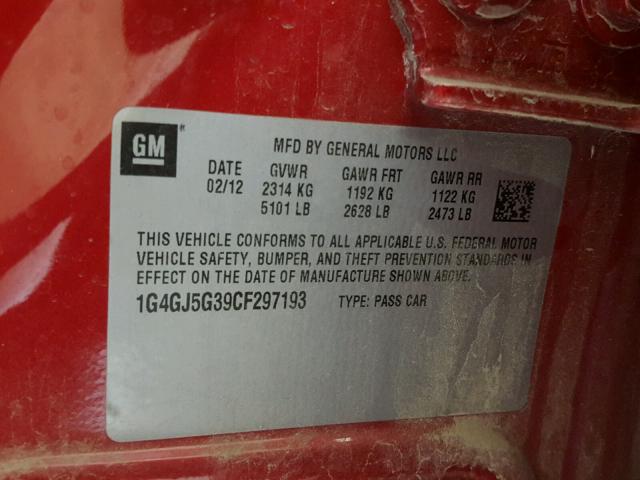 GM
MFD BY GENERAL MOTORS LLC
DATE GVWR GAWR FRT GAWR RR
02/12 2314 KG 1192 KG 1122 KG
5101 LB 2628 LB 2473 LB
THIS VEHICLE CONFORMS TO ALL APPLICABLE U.S. FEDERAL MOTOR
VEHICLE SAFETY, BUMPER, AND THEFT PREVENTION STANDARDS IN
EFFECT ON THE DATE OF MANUFACTURE SHOWN ABOVE.
1G4GJ5G39CF297193 TYPE: PASS CAR